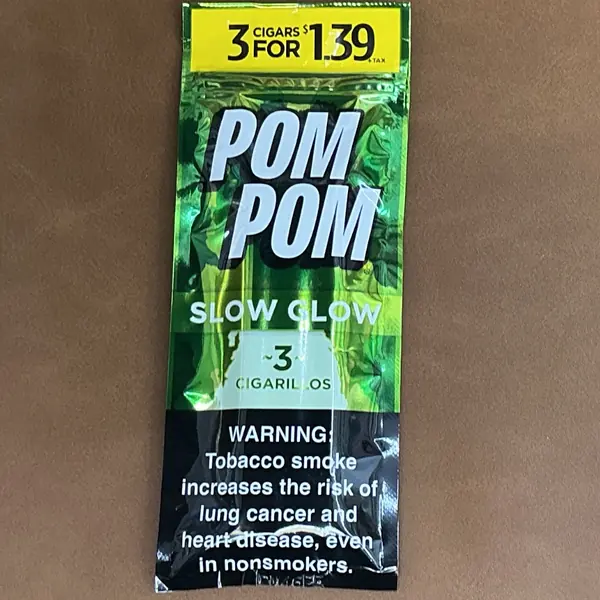 3 CIGARS FOR $1.39
+TAX
POM
POM
SLOW GLOW
~3~
CIGARILLOS
WARNING:
Tobacco smoke
increases the risk of
lung cancer and
heart disease, even
in nonsmokers.